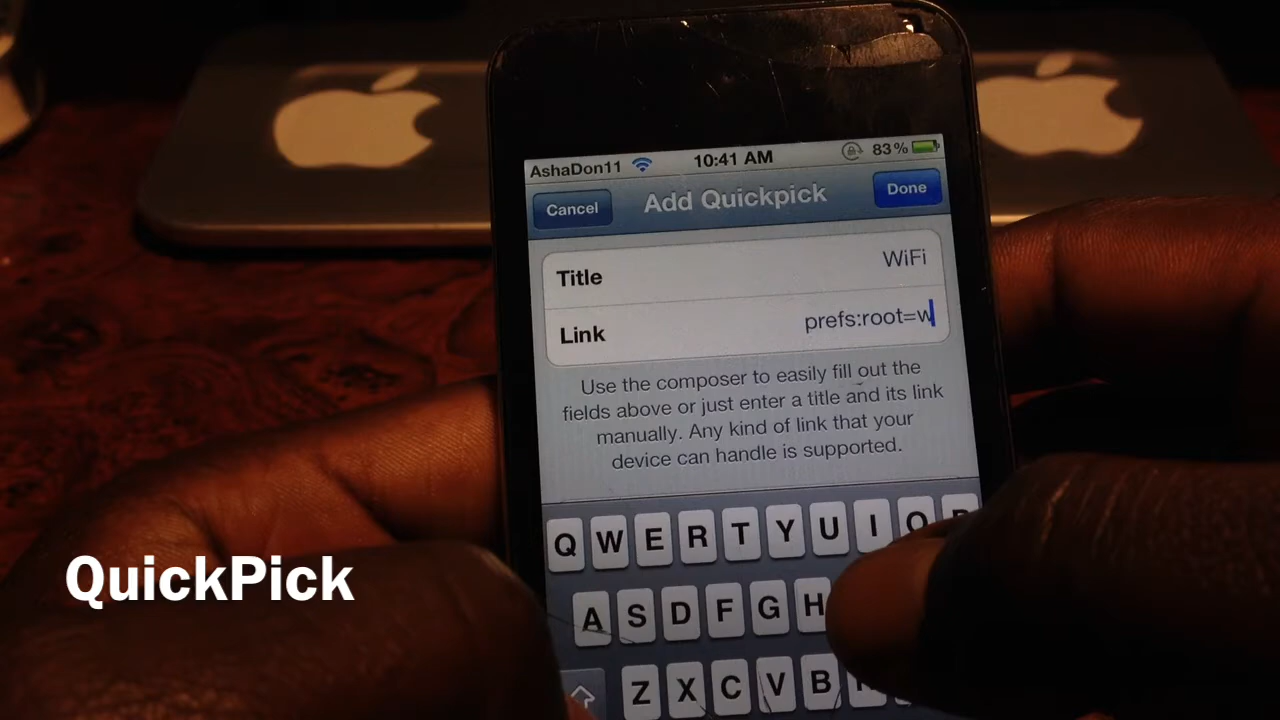 AshaDon11 10:41 AM 83%
Cancel Add Quickpick Done
Title WiFi
Link prefs:root=w
Use the composer to easily fill out the
fields above or just enter a title and its link
manually. Any kind of link that your
device can handle is supported.
Q W E R T Y U I O P
A S D F G H
Z X C V B
QuickPick